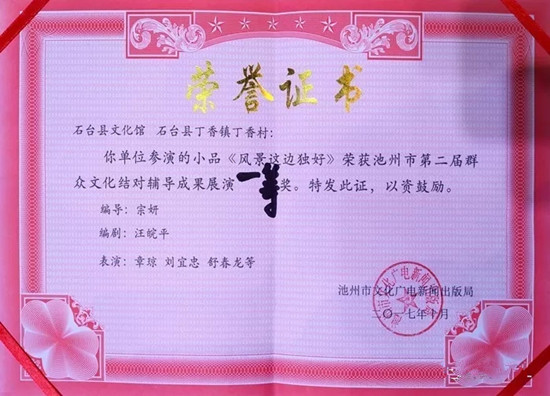 荣誉证书
石台县文化馆 石台县丁香镇丁香村：
你单位参演的小品《风景这边独好》荣获池州市第二届群
众文化结对辅导成果展演一等奖。特发此证，以资鼓励。
编导：宗妍
编剧：汪皖平
表演：章琼 刘宜忠 舒春龙等
池州市文化广电新闻出版局
二〇一七年十月